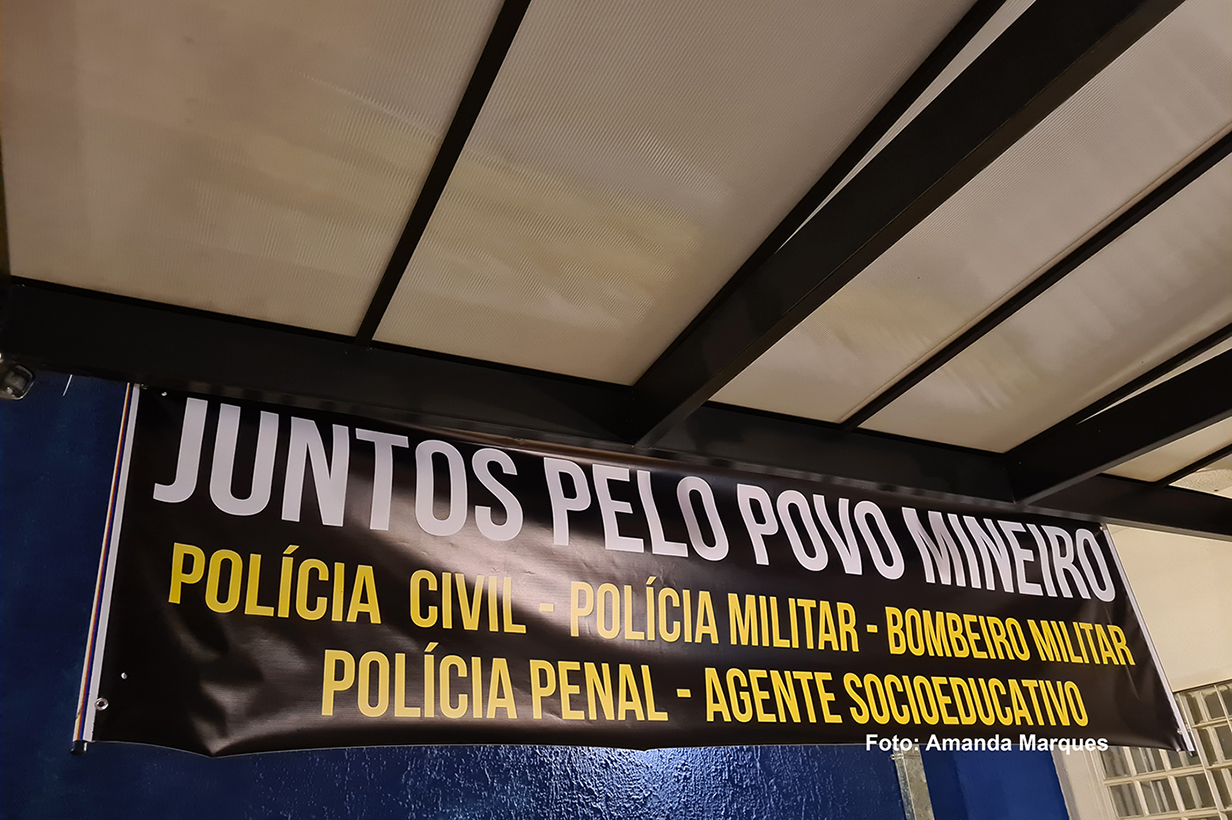 JUNTOS PELO POVO MINEIRO
POLÍCIA CIVIL - POLÍCIA MILITAR - BOMBEIRO MILITAR
POLÍCIA PENAL - AGENTE SOCIOEDUCATIVO
Foto: Amanda Marques